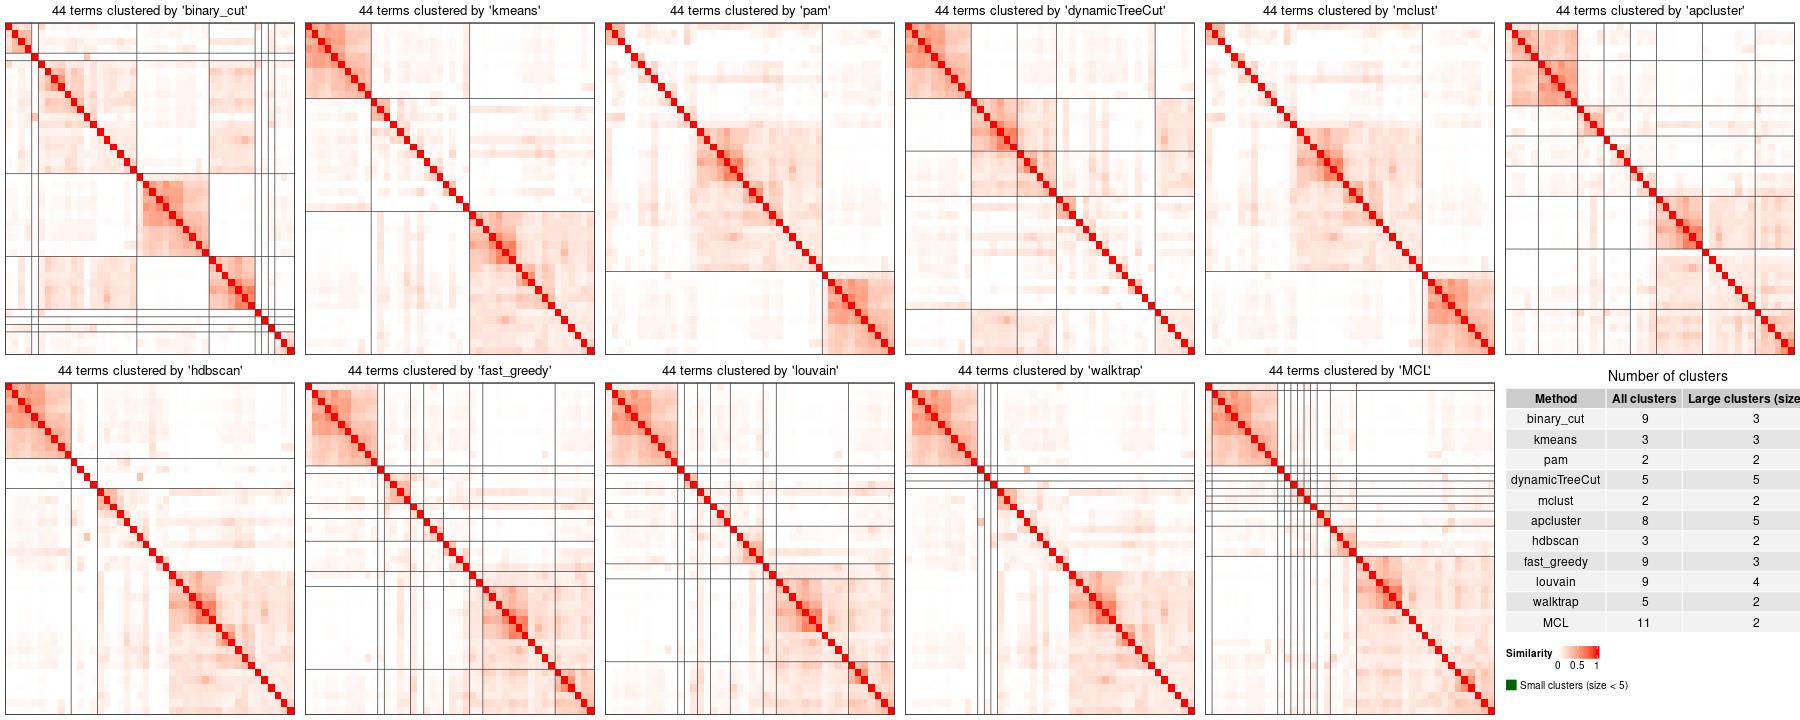 44 terms clustered by 'binary_cut'
44 terms clustered by 'kmeans'
44 terms clustered by 'pam'
44 terms clustered by 'dynamicTreeCut'
44 terms clustered by 'mclust'
44 terms clustered by 'apcluster'
44 terms clustered by 'hdbscan'
44 terms clustered by 'fast_greedy'
44 terms clustered by 'louvain'
44 terms clustered by 'walktrap'
44 terms clustered by 'MCL'
Number of clusters
Method All clusters Large clusters (size
binary_cut 9 3
kmeans 3 3
pam 2 2
dynamicTreeCut 5 5
mclust 2 2
apcluster 8 5
hdbscan 3 2
fast_greedy 9 3
louvain 9 4
walktrap 5 2
MCL 11 2
Similarity
0 0.5 1
Small clusters (size < 5)